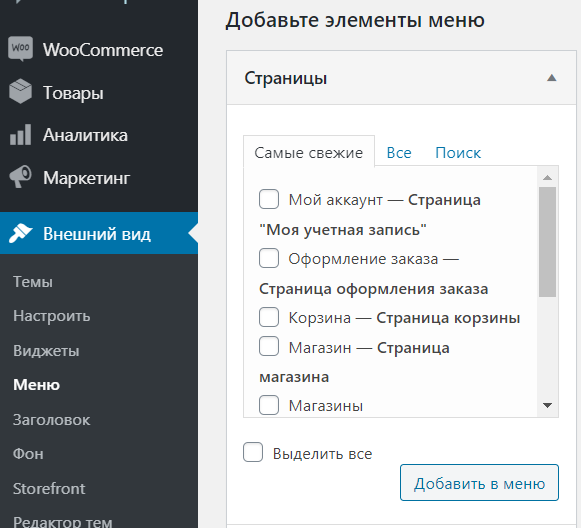 WooCommerce
Товары
Аналитика
Маркетинг
Внешний вид
Темы
Настроить
Виджеты
Меню
Заголовок
Фон
Storefront
Редактор тем
Добавьте элементы меню
Страницы
Самые свежие Все Поиск
Мой аккаунт — Страница
"Моя учетная запись"
Оформление заказа —
Страница оформления заказа
Корзина — Страница корзины
Магазин — Страница
магазина
Магазины
Выделить все
Добавить в меню